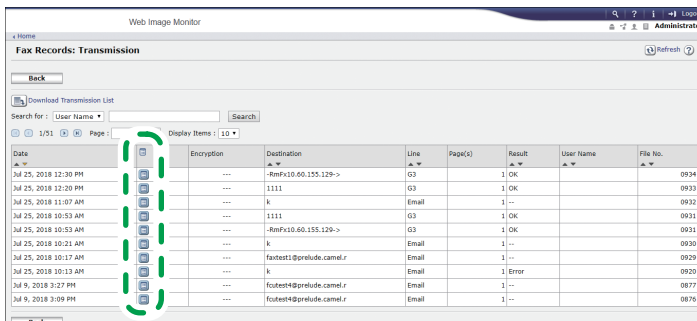 Web Image Monitor
? i Logo
Home
Administrato
Fax Records: Transmission
Refresh ?
Back
Download Transmission List
Search for : User Name Search
1/51 Page : Display Items : 10
Date Encryption Destination Line Page(s) Result User Name File No.
Jul 25, 2018 12:30 PM --- -RmFx10.60.155.129-> G3 1 OK 0934
Jul 25, 2018 12:20 PM --- 1111 G3 1 OK 0933
Jul 25, 2018 11:07 AM --- k Email 1 -- 0932
Jul 25, 2018 10:53 AM --- 1111 G3 1 OK 0931
Jul 25, 2018 10:53 AM --- -RmFx10.60.155.129-> G3 1 OK 0931
Jul 25, 2018 10:21 AM --- k Email 1 -- 0930
Jul 25, 2018 10:17 AM --- faxtest1@prelude.camel.r Email 1 -- 0929
Jul 25, 2018 10:13 AM --- k Email 1 Error 0920
Jul 9, 2018 3:27 PM --- fcutest4@prelude.camel.r Email 1 -- 0877
Jul 9, 2018 3:09 PM --- fcutest4@prelude.camel.r Email 1 -- 0876